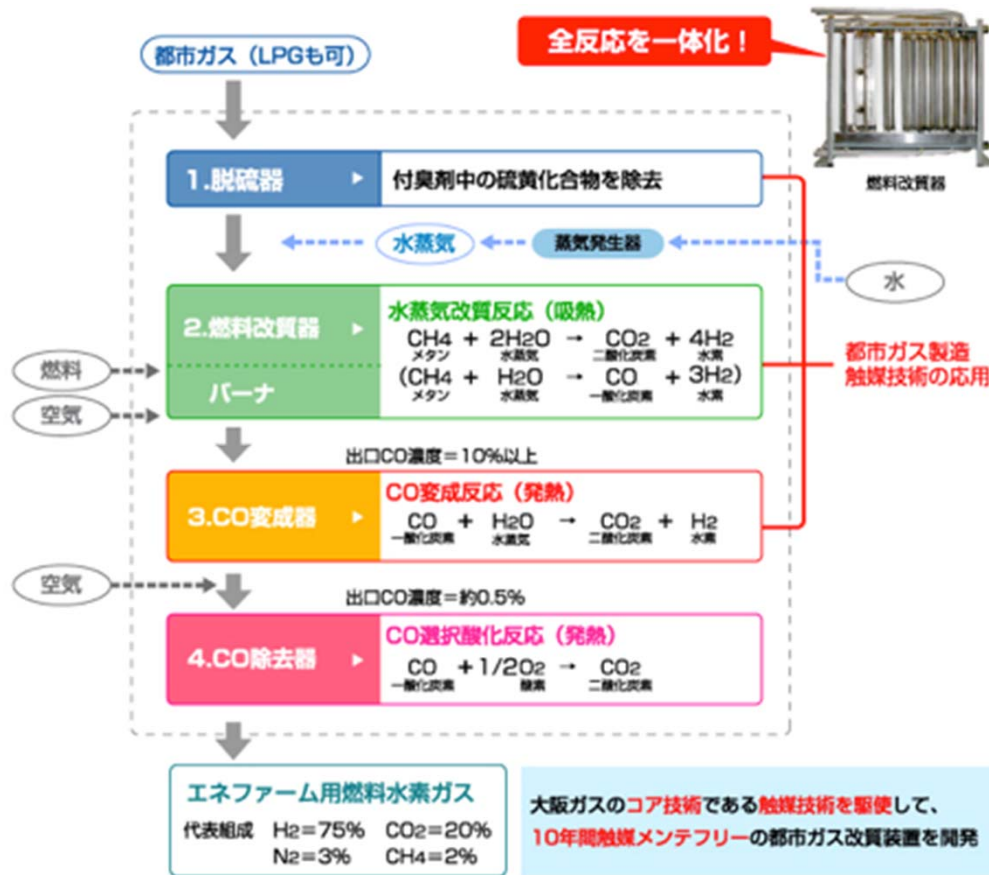 都市ガス（LPGも可）
全反応を一体化！
燃料改質器
1.脱硫器
付臭剤中の硫黄化合物を除去
水蒸気
蒸気発生器
水
2.燃料改質器
バーナ
水蒸気改質反応（吸熱）
CH4 + 2H2O → CO2 + 4H2
メタン 水蒸気 二酸化炭素 水素
(CH4 + H2O → CO + 3H2)
メタン 水蒸気 一酸化炭素 水素
燃料
空気
都市ガス製造
触媒技術の応用
出口CO濃度＝10%以上
3.CO変成器
CO変成反応（発熱）
CO + H2O → CO2 + H2
一酸化炭素 水蒸気 二酸化炭素 水素
空気
出口CO濃度＝約0.5%
4.CO除去器
CO選択酸化反応（発熱）
CO +1/2O2 → CO2
一酸化炭素 酸素 二酸化炭素
エネファーム用燃料水素ガス
代表組成 H2＝75% CO2＝20%
N2＝3% CH4＝2%
大阪ガスのコア技術である触媒技術を駆使して、
10年間触媒メンテフリーの都市ガス改質装置を開発